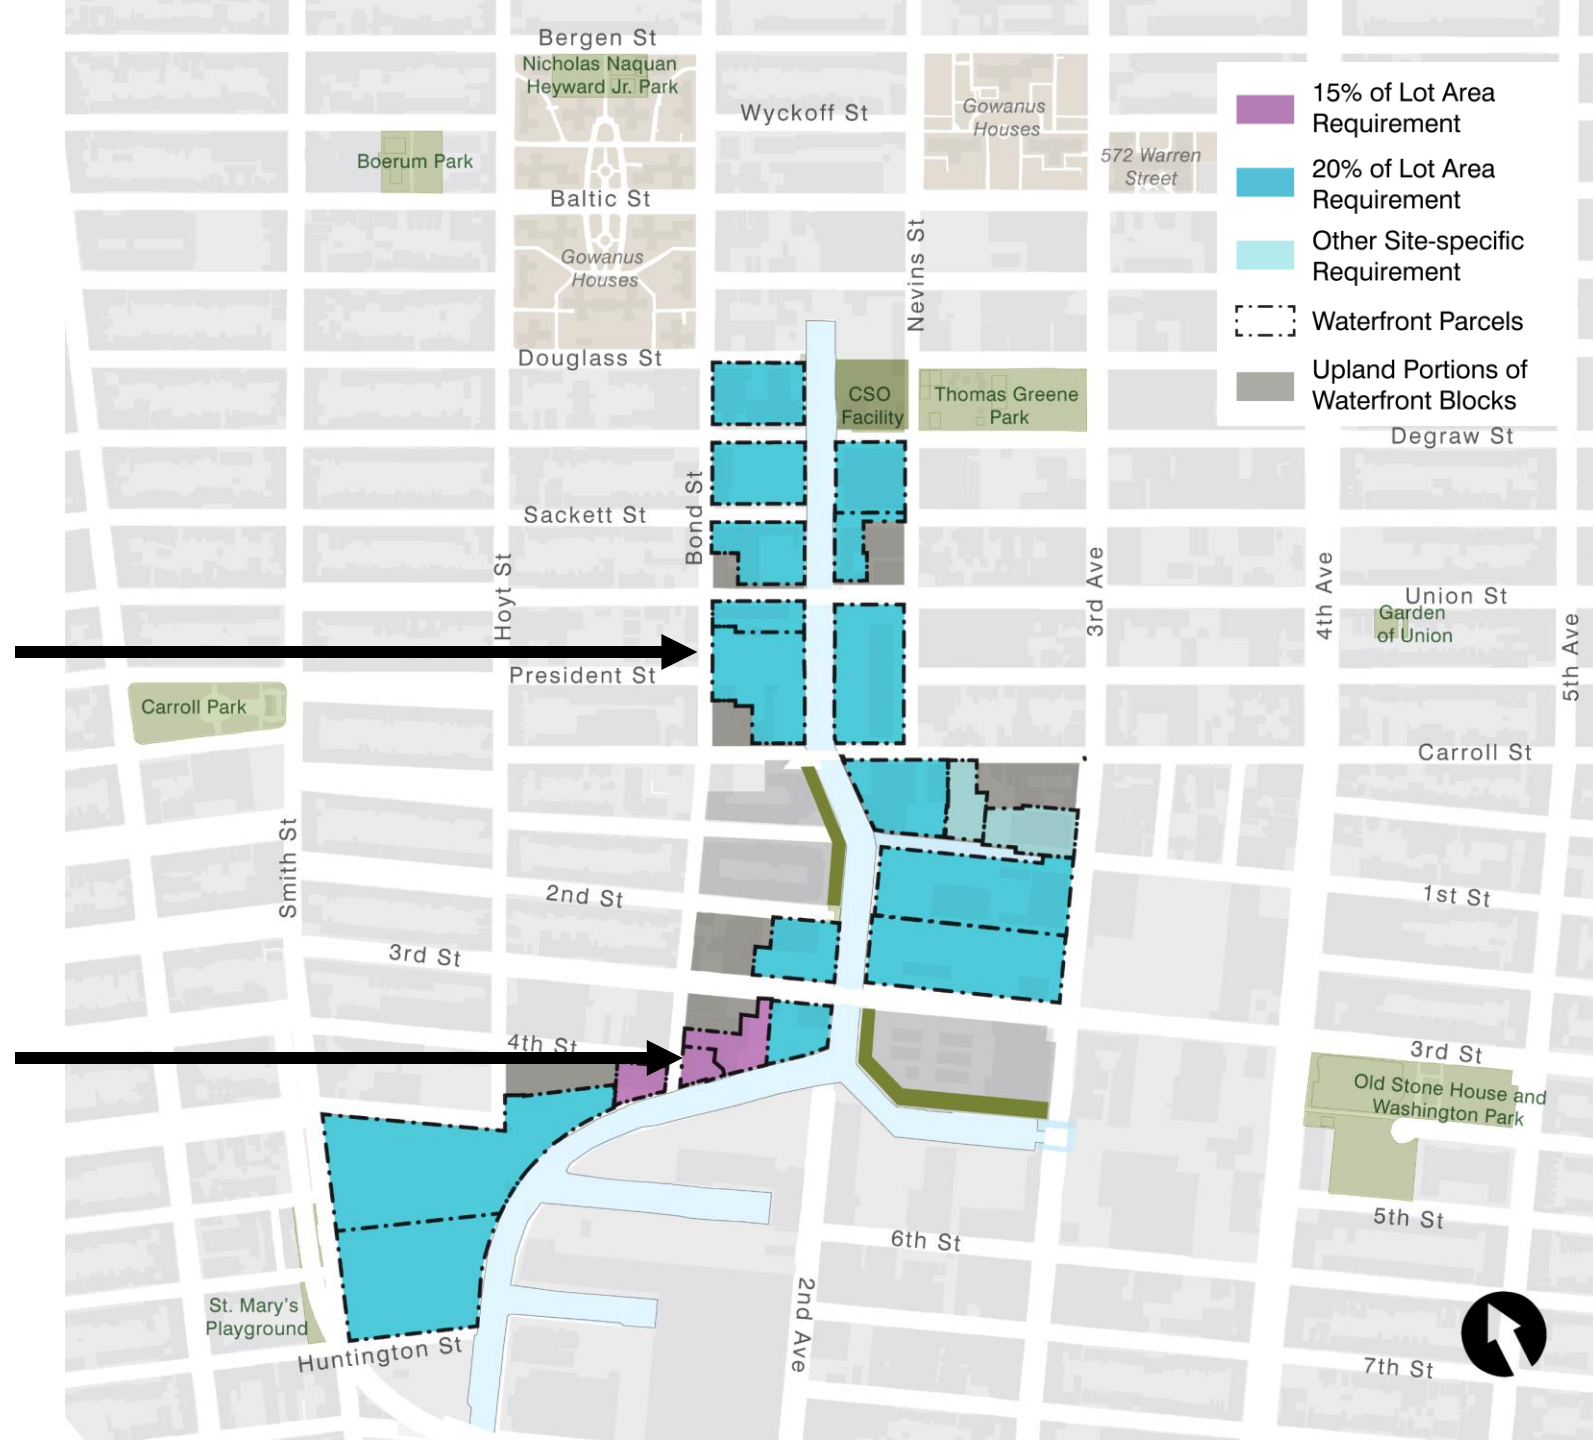 Bergen St
Nicholas Naquan
Heyward Jr. Park
Wyckoff St
Gowanus
Houses
15% of Lot Area
Requirement
Boerum Park
572 Warren
Street
20% of Lot Area
Requirement
Baltic St
Nevins St
Gowanus
Houses
Other Site-specific
Requirement
Waterfront Parcels
Douglass St
Upland Portions of
Waterfront Blocks
CSO
Facility
Thomas Greene
Park
Degraw St
Bond St
Sackett St
Hoyt St
3rd Ave
4th Ave
Union St
Garden
of Union
5th Ave
President St
Carroll Park
Carroll St
Smith St
2nd St
1st St
3rd St
4th St
3rd St
Old Stone House and
Washington Park
5th St
6th St
2nd Ave
St. Mary's
Playground
Huntington St
7th St